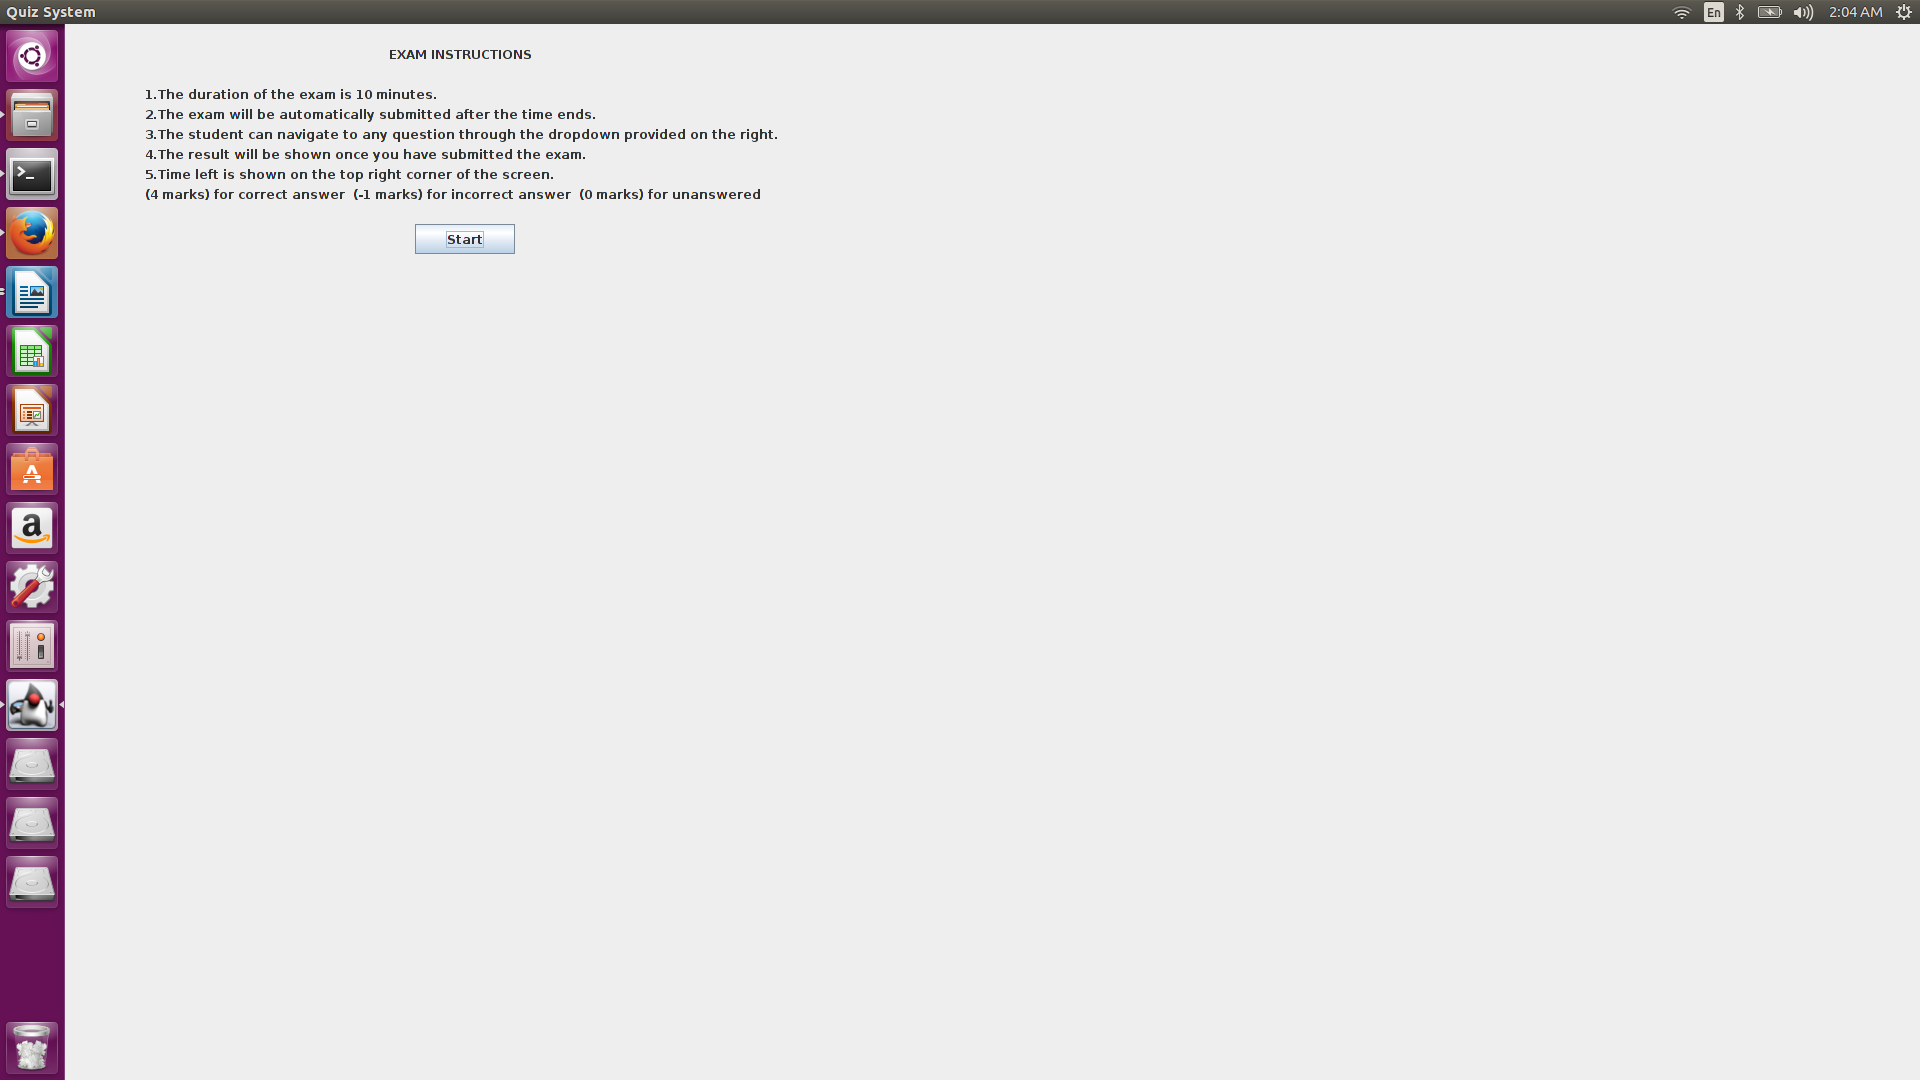 Quiz System
En
2:04 AM
EXAM INSTRUCTIONS
1.The duration of the exam is 10 minutes.
2.The exam will be automatically submitted after the time ends.
3.The student can navigate to any question through the dropdown provided on the right.
4.The result will be shown once you have submitted the exam.
5.Time left is shown on the top right corner of the screen.
(4 marks) for correct answer  (-1 marks) for incorrect answer  (0 marks) for unanswered
Start